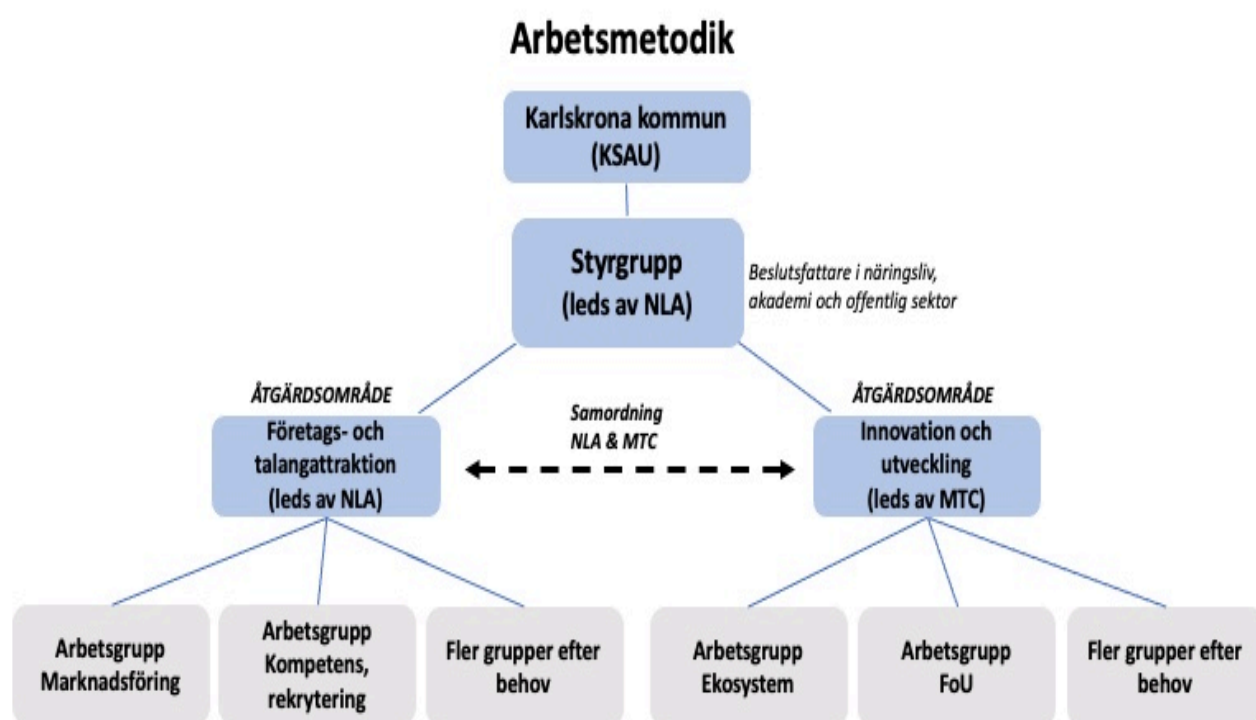 Arbetsmetodik
Karlskrona kommun
(KSAU)
Styrgrupp
(leds av NLA)
Beslutsfattare i näringsliv,
akademi och offentlig sektor
ÅTGÄRDSOMRÅDE
Företags- och
talangattraktion
(leds av NLA)
Samordning
NLA & MTC
ÅTGÄRDSOMRÅDE
Innovation och
utveckling
(leds av MTC)
Arbetsgrupp
Marknadsföring
Arbetsgrupp
Kompetens,
rekrytering
Fler grupper efter
behov
Arbetsgrupp
Ekosystem
Arbetsgrupp
FoU
Fler grupper efter
behov